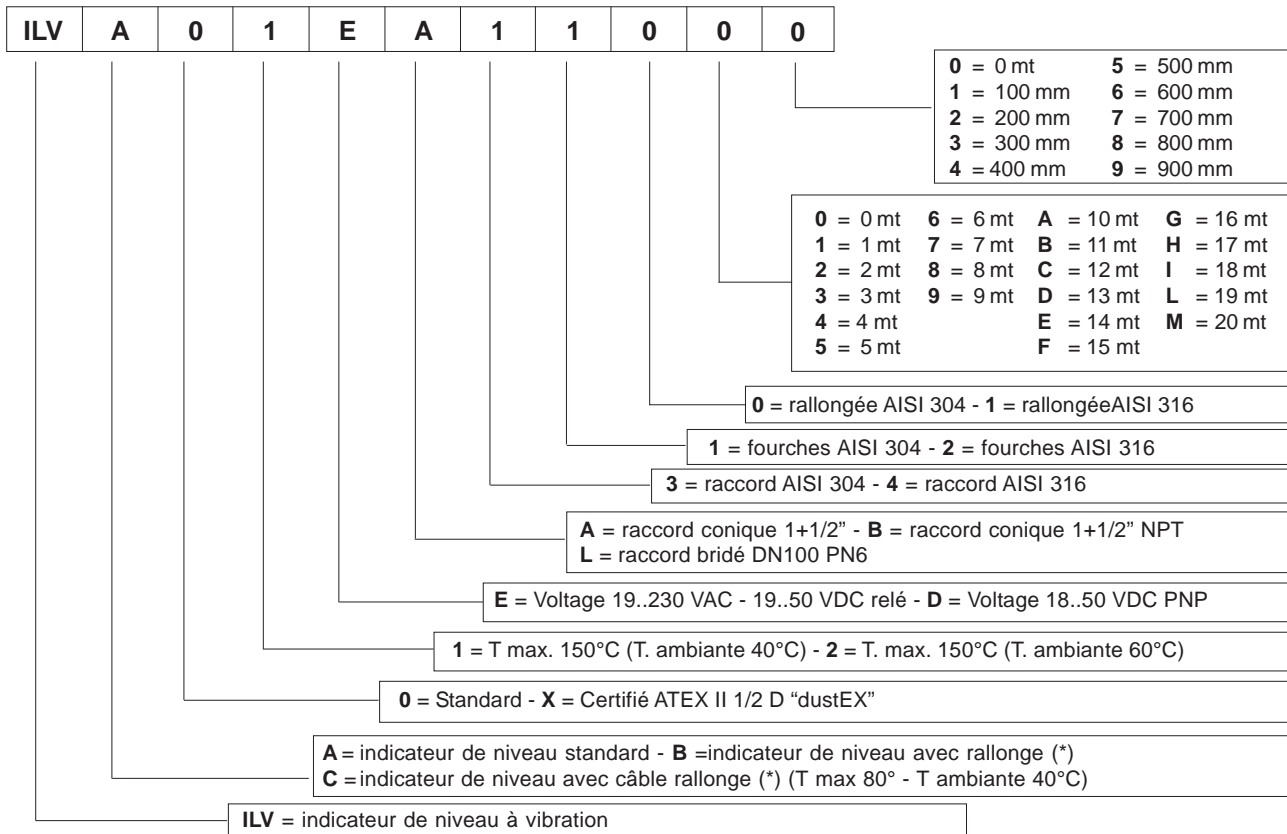 ILV A 0 1 E A 1 1 0 0 0
0 = 0 mt 5 = 500 mm
1 = 100 mm 6 = 600 mm
2 = 200 mm 7 = 700 mm
3 = 300 mm 8 = 800 mm
4 = 400 mm 9 = 900 mm
0 = 0 mt 6 = 6 mt A = 10 mt G = 16 mt
1 = 1 mt 7 = 7 mt B = 11 mt H = 17 mt
2 = 2 mt 8 = 8 mt C = 12 mt I = 18 mt
3 = 3 mt 9 = 9 mt D = 13 mt L = 19 mt
4 = 4 mt E = 14 mt M = 20 mt
5 = 5 mt F = 15 mt
0 = rallongée AISI 304 - 1 = rallongéeAISI 316
1 = fourches AISI 304 - 2 = fourches AISI 316
3 = raccord AISI 304 - 4 = raccord AISI 316
A = raccord conique 1+1/2” - B = raccord conique 1+1/2” NPT
L = raccord bridé DN100 PN6
E = Voltage 19..230 VAC - 19..50 VDC relé - D = Voltage 18..50 VDC PNP
1 = T max. 150°C (T. ambiante 40°C) - 2 = T. max. 150°C (T. ambiante 60°C)
0 = Standard - X = Certifié ATEX II 1/2 D “dustEX”
A = indicateur de niveau standard - B =indicateur de niveau avec rallonge (*)
C = indicateur de niveau avec câble rallonge (*) (T max 80° - T ambiante 40°C)
ILV = indicateur de niveau à vibration